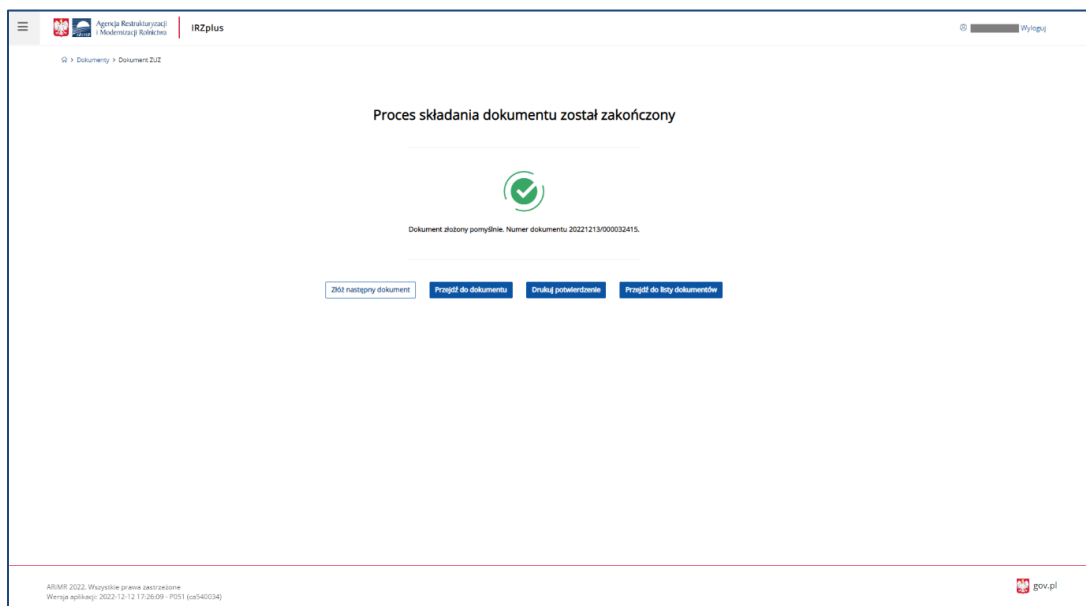 Agencja Restrukturyzacji
i Modernizacji Rolnictwa
IRZplus
Wyloguj
> Dokumenty > Dokument ZUZ
Proces składania dokumentu został zakończony
Dokument złożony pomyślnie. Numer dokumentu 20221213/000032415.
Złóż następny dokument
Przejdź do dokumentu
Drukuj potwierdzenie
Przejdź do listy dokumentów
ARiMR 2022. Wszystkie prawa zastrzeżone
Wersja aplikacji: 2022-12-12 17:26:09 - P051 (ca540034)
gov.pl